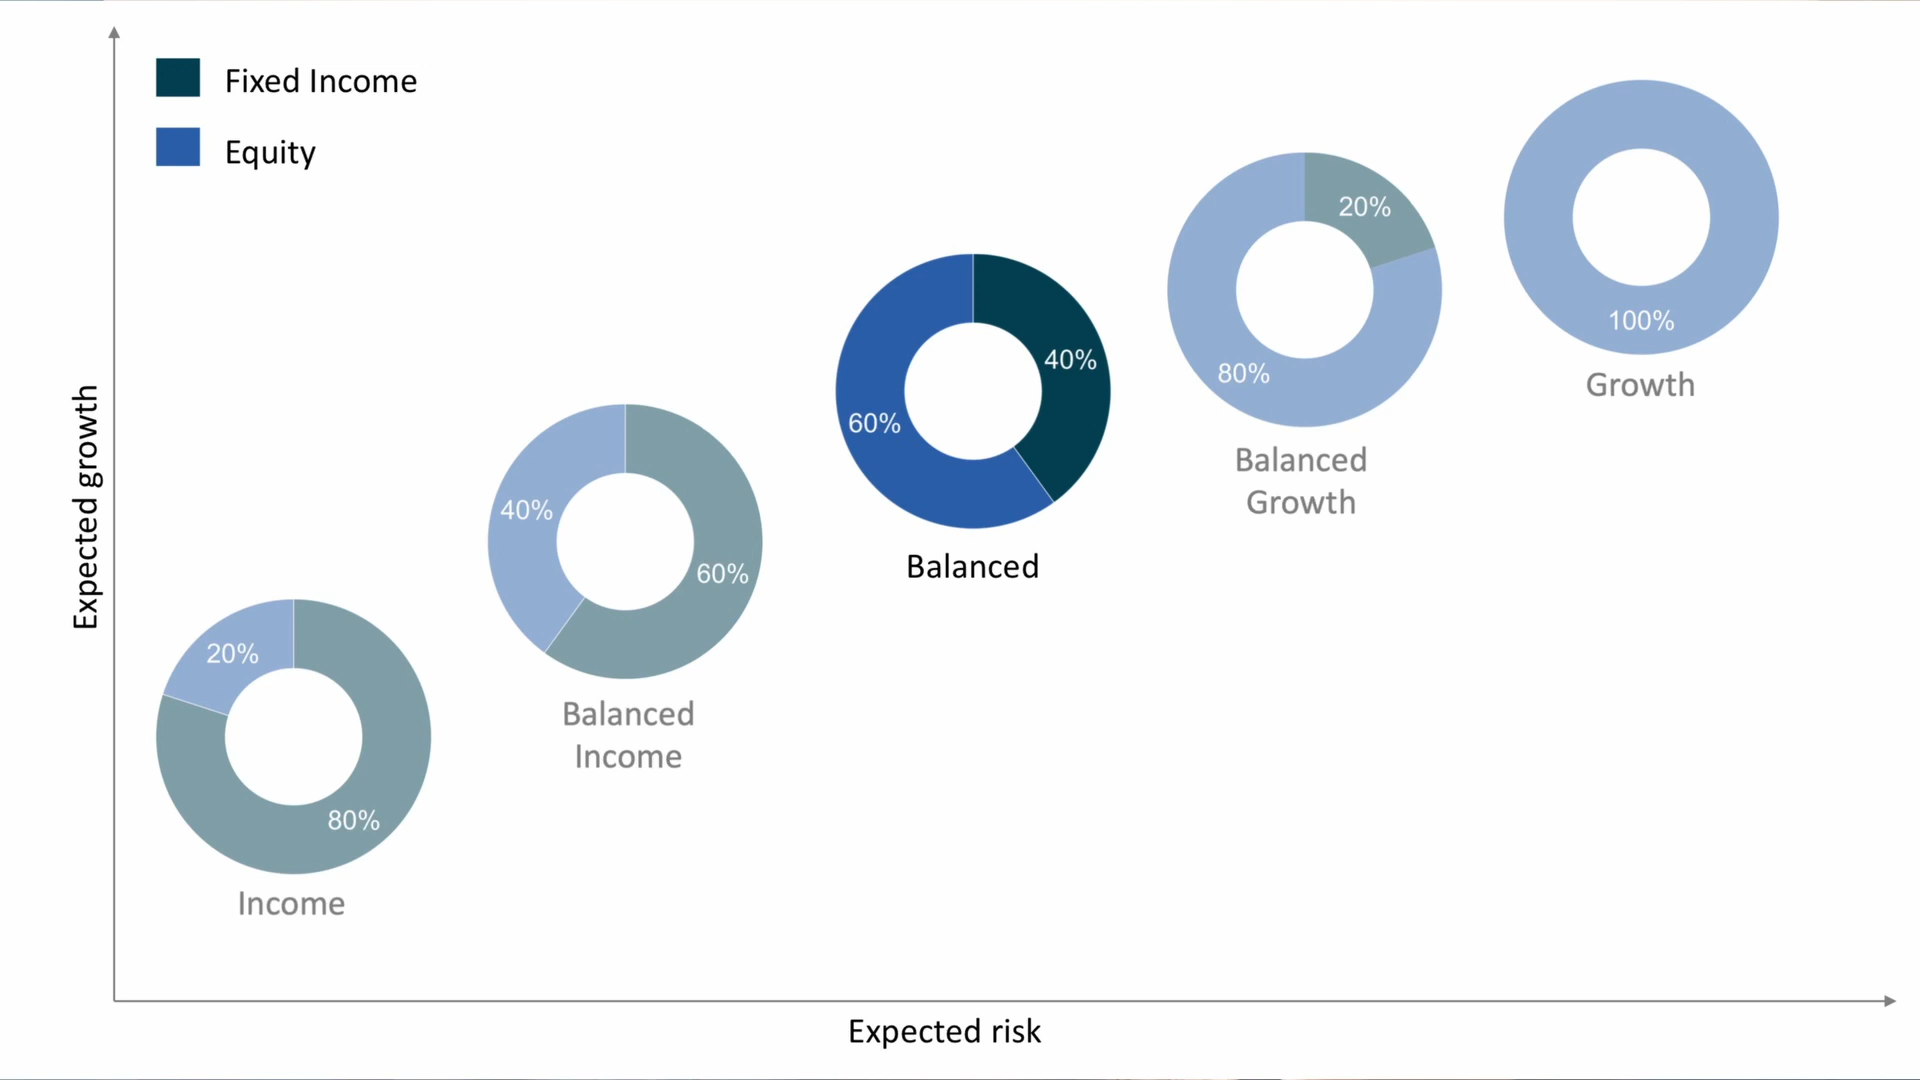 Fixed Income
Equity
Expected growth
20%
80%
Income
40%
60%
Balanced
Income
40%
60%
Balanced
20%
80%
Balanced
Growth
100%
Growth
Expected risk